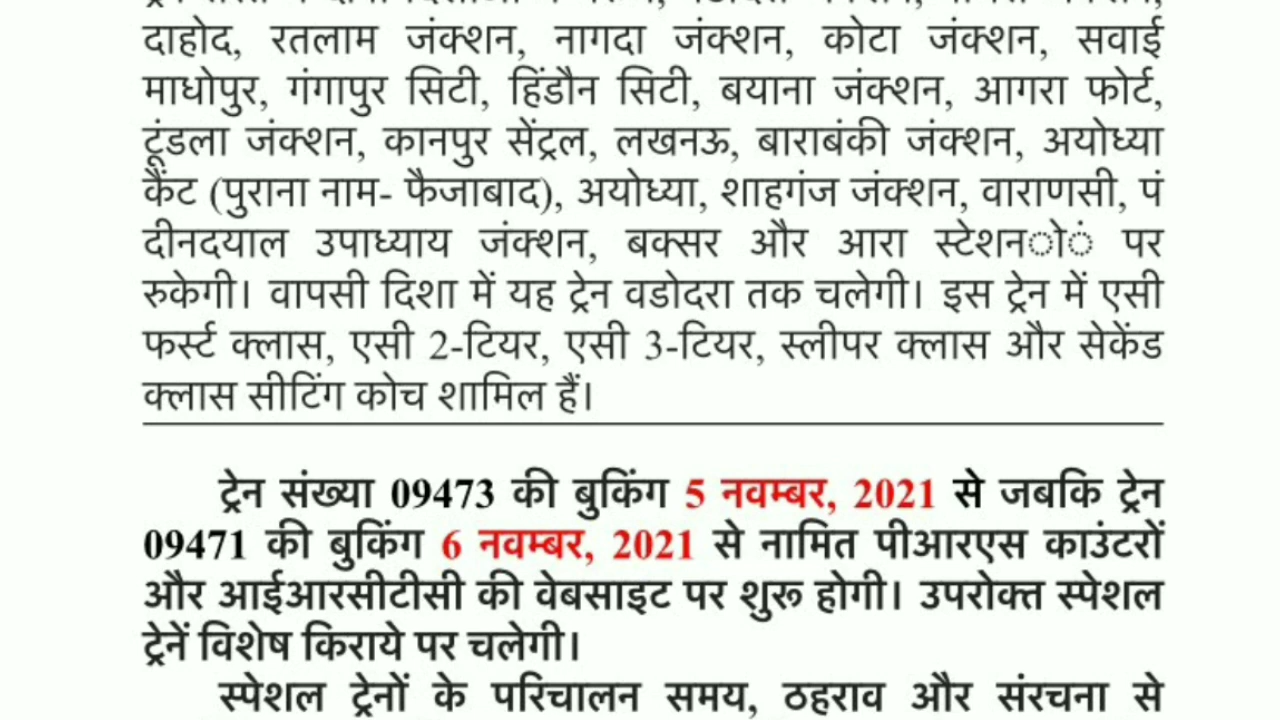 दाहोद, रतलाम जंक्शन, नागदा जंक्शन, कोटा जंक्शन, सवाई
माधोपुर, गंगापुर सिटी, हिंडौन सिटी, बयाना जंक्शन, आगरा फोर्ट,
टूंडला जंक्शन, कानपुर सेंट्रल, लखनऊ, बाराबंकी जंक्शन, अयोध्या
कैंट (पुराना नाम- फैजाबाद), अयोध्या, शाहगंज जंक्शन, वाराणसी, पं
दीनदयाल उपाध्याय जंक्शन, बक्सर और आरा स्टेशन◌ो◌ं पर
रुकेगी। वापसी दिशा में यह ट्रेन वडोदरा तक चलेगी। इस ट्रेन में एसी
फर्स्ट क्लास, एसी 2-टियर, एसी 3-टियर, स्लीपर क्लास और सेकेंड
क्लास सीटिंग कोच शामिल हैं।
ट्रेन संख्या 09473 की बुकिंग 5 नवम्बर, 2021 से जबकि ट्रेन
09471 की बुकिंग 6 नवम्बर, 2021 से नामित पीआरएस काउंटरों
और आईआरसीटीसी की वेबसाइट पर शुरू होगी। उपरोक्त स्पेशल
ट्रेनें विशेष किराये पर चलेगी।
स्पेशल ट्रेनों के परिचालन समय, ठहराव और संरचना से